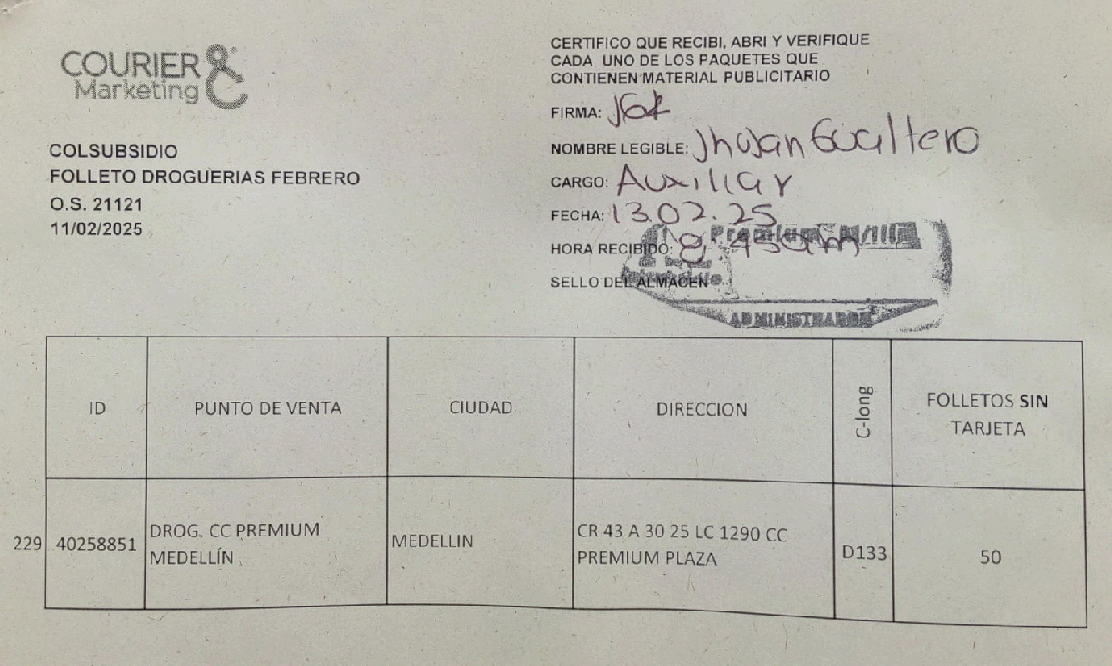 COURIER
Marketing
COLSUBSIDIO
FOLLETO DROGUERIAS FEBRERO
O.S. 21121
11/02/2025
CERTIFICO QUE RECIBI, ABRI Y VERIFIQUE
CADA UNO DE LOS PAQUETES QUE
CONTIENEN MATERIAL PUBLICITARIO
FIRMA:
NOMBRE LEGIBLE: Jhojan Gualtero
CARGO: Auxiliar
FECHA: 13.02.25
HORA RECIBIDO:
Premium
SELLO DEL ALMACEN
ADMINISTRADOR
ID PUNTO DE VENTA CIUDAD DIRECCION C-long FOLLETOS SIN
TARJETA
229 40258851 DROG. CC PREMIUM
MEDELLÍN MEDELLIN CR 43 A 30 25 LC 1290 CC
PREMIUM PLAZA D133 50